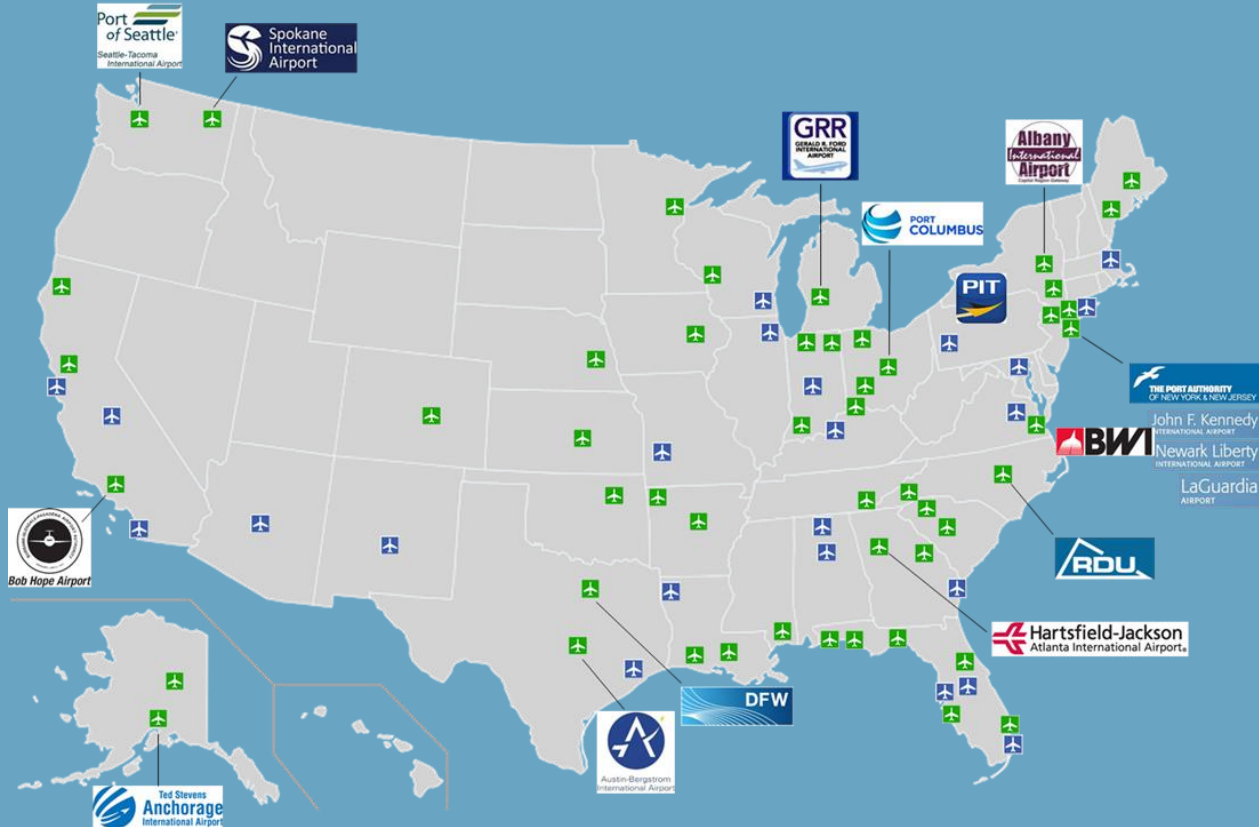 Port
of Seattle
Seattle-Tacoma
International Airport
Spokane
International
Airport
GRR
GERALD R. FORD
INTERNATIONAL
AIRPORT
Albany
International
Airport
Capital Region Gateway
PORT
COLUMBUS
PIT
THE PORT AUTHORITY
OF NEW YORK & NEW JERSEY
John F. Kennedy
INTERNATIONAL AIRPORT
BWI
Newark Liberty
INTERNATIONAL AIRPORT
LaGuardia
AIRPORT
RDU
Bob Hope Airport
Hartsfield-Jackson
Atlanta International Airport®
DFW
Austin-Bergstrom
International Airport
Ted Stevens
Anchorage
International Airport